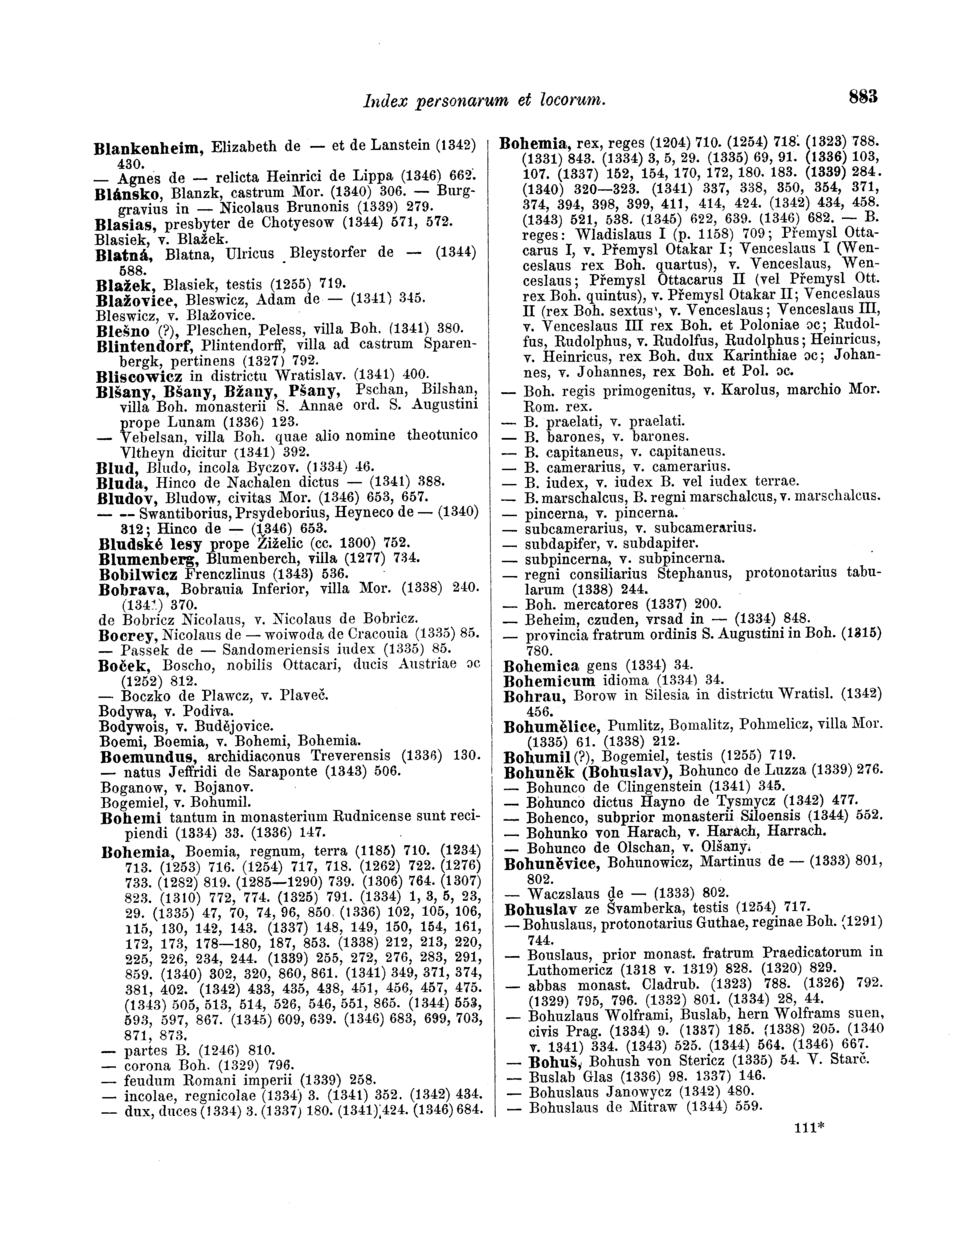 Index personarum et locorum.
883
Blankenheim, Elizabeth de — et de Lanstein (1342)
430.
— Agnes de — relicta Heinrici de Lippa (1346) 662.
Blánsko, Blanzk, castrum Mor. (1340) 306. — Burg-
gravius in — Nicolaus Brunonis (1339) 279.
Blasias, presbyter de Chotyesow (1344) 571, 572.
Blasiek, v. Blažek.
Blatná, Blatna, Ulricus Bleystorfer de — (1344)
588.
Blažek, Blasiek, testis (1255) 719.
Blažovice, Bleswicz, Adam de — (1341) 345.
Bleswicz, v. Blažovice.
Blešno (?), Pleschen, Peless, villa Boh. (1341) 380.
Blintendorf, Plintendorff, villa ad castrum Sparen-
bergk, pertinens (1327) 792.
Bliscowicz in districtu Wratislav. (1341) 400.
Blšany, Bšany, Bžany, Pšany, Pschan, Bilshan,
villa Boh. monasterii S. Annae ord. S. Augustini
prope Lunam (1336) 123.
— Vebelsan, villa Boh. quae alio nomine theotunico
Vltheyn dicitur (1341) 392.
Blud, Bludo, incola Byczov. (1334) 46.
Bluda, Hinco de Nachalen dictus — (1341) 388.
Bludov, Bludow, civitas Mor. (1346) 653, 657.
— — Swantiborius, Prsydeborius, Heyneco de — (1340)
312; Hinco de — (1346) 653.
Bludské lesy prope Žiželic (cc. 1300) 752.
Blumenberg, Blumenberch, villa (1277) 734.
Bobilwicz Frenczlinus (1343) 536.
Bobrava, Bobrauia Inferior, villa Mor. (1338) 240.
(134 ) 370.
de Bobricz Nicolaus, v. Nicolaus de Bobricz.
Bocrey, Nicolaus de — woiwoda de Cracouia (1335) 85.
— Passek de — Sandomeriensis iudex (1335) 85.
Boček, Boscho, nobilis Ottacari, ducis Austriae ɔc
(1252) 812.
— Boczko de Plawcz, v. Plaveč.
Bodywa, v. Podiva.
Bodywois, v. Budějovice.
Boemi, Boemia, v. Bohemi, Bohemia.
Boemundus, archidiaconus Treverensis (1336) 130.
— natus Jeffridi de Saraponte (1343) 506.
Boganow, v. Bojanov.
Bogemiel, v. Bohumil.
Bohemi tantum in monasterium Rudnicense sunt reci-
piendi (1334) 33. (1336) 147.
Bohemia, Boemia, regnum, terra (1185) 710. (1234)
713. (1253) 716. (1254) 717, 718. (1262) 722. (1276)
733. (1282) 819. (1285—1290) 739. (1306) 764. (1307)
823. (1310) 772, 774. (1325) 791. (1334) 1, 3, 5, 23,
29. (1335) 47, 70, 74, 96, 850. (1336) 102, 105, 106,
115, 130, 142, 143. (1337) 148, 149, 150, 154, 161,
172, 173, 178—180, 187, 853. (1338) 212, 213, 220,
225, 226, 234, 244. (1339) 255, 272, 276, 283, 291,
859. (1340) 302, 320, 860, 861. (1341) 349, 371, 374,
381, 402. (1342) 433, 435, 438, 451, 456, 457, 475.
(1343) 505, 513, 514, 526, 546, 551, 865. (1344) 553,
593, 597, 867. (1345) 609, 639. (1346) 683, 699, 703,
871, 873.
— partes B. (1246) 810.
— corona Boh. (1329) 796.
— feudum Romani imperii (1339) 258.
— incolae, regnicolae (1334) 3. (1341) 352. (1342) 434.
— dux, duces (1334) 3. (1337) 180. (1341) 424. (1346) 684.
Bohemia, rex, reges (1204) 710. (1254) 718. (1323) 788.
(1331) 843. (1334) 3, 5, 29. (1335) 69, 91. (1336) 103,
107. (1337) 152, 154, 170, 172, 180. 183. (1339) 284.
(1340) 320—323. (1341) 337, 338, 350, 354, 371,
374, 394, 398, 399, 411, 414, 424. (1342) 434, 458.
(1343) 521, 538. (1345) 622, 639. (1346) 682. — B.
reges: Wladislaus I (p. 1158) 709; Přemysl Otta-
carus I, v. Přemysl Otakar I; Venceslaus I (Wen-
ceslaus rex Boh. quartus), v. Venceslaus, Wen-
ceslaus; Přemysl Ottacarus II (vel Přemysl Ott.
rex Boh. quintus), v. Přemysl Otakar II; Venceslaus
II (rex Boh. sextus), v. Venceslaus; Venceslaus III,
v. Venceslaus III rex Boh. et Poloniae ɔc; Rudol-
fus, Rudolphus, v. Rudolfus, Rudolphus; Heinricus,
v. Heinricus, rex Boh. dux Karinthiae ɔc; Johan-
nes, v. Johannes, rex Boh. et Pol. ɔc.
— Boh. regis primogenitus, v. Karolus, marchio Mor.
Rom. rex.
— B. praelati, v. praelati.
— B. barones, v. barones.
— B. capitaneus, v. capitaneus.
— B. camerarius, v. camerarius.
— B. iudex, v. iudex B. vel iudex terrae.
— B. marschalcus, B. regni marschalcus, v. marschalcus.
— pincerna, v. pincerna.
— subcamerarius, v. subcamerarius.
— subdapifer, v. subdapifer.
— subpincerna, v. subpincerna.
— regni consiliarius Stephanus, protonotarius tabu-
larum (1338) 244.
— Boh. mercatores (1337) 200.
— Beheim, czuden, vrsad in — (1334) 848.
— provincia fratrum ordinis S. Augustini in Boh. (1315)
780.
Bohemica gens (1334) 34.
Bohemicum idioma (1334) 34.
Bohrau, Borow in Silesia in districtu Wratisl. (1342)
456.
Bohumělice, Pumlitz, Bomalitz, Pohmelicz, villa Mor.
(1335) 61. (1338) 212.
Bohumil (?), Bogemiel, testis (1255) 719.
Bohuněk (Bohuslav), Bohunco de Luzza (1339) 276.
— Bohunco de Clingenstein (1341) 345.
— Bohunco dictus Hayno de Tysmycz (1342) 477.
— Bohenco, subprior monasterii Siloensis (1344) 552.
— Bohunko von Harach, v. Harach, Harrach.
— Bohunco de Olschan, v. Olšany.
Bohuněvice, Bohunowicz, Martinus de — (1333) 801,
802.
— Waczslaus de — (1333) 802.
Bohuslav ze Švamberka, testis (1254) 717.
— Bohuslaus, protonotarius Guthae, reginae Boh. (1291)
744.
— Bouslaus, prior monast. fratrum Praedicatorum in
Luthomericz (1318 v. 1319) 828. (1320) 829.
— abbas monast. Cladrub. (1323) 788. (1326) 792.
(1329) 795, 796. (1332) 801. (1334) 28, 44.
— Bohuzlaus Wolframi, Buslab, hern Wolframs suen,
civis Prag. (1334) 9. (1337) 185. (1338) 205. (1340
v. 1341) 334. (1343) 525. (1344) 564. (1346) 667.
— Bohuš, Bohush von Stericz (1335) 54. V. Starč.
— Buslab Glas (1336) 98. 1337) 146.
— Bohuslaus Janowycz (1342) 480.
— Bohuslaus de Mitraw (1344) 559.
111*